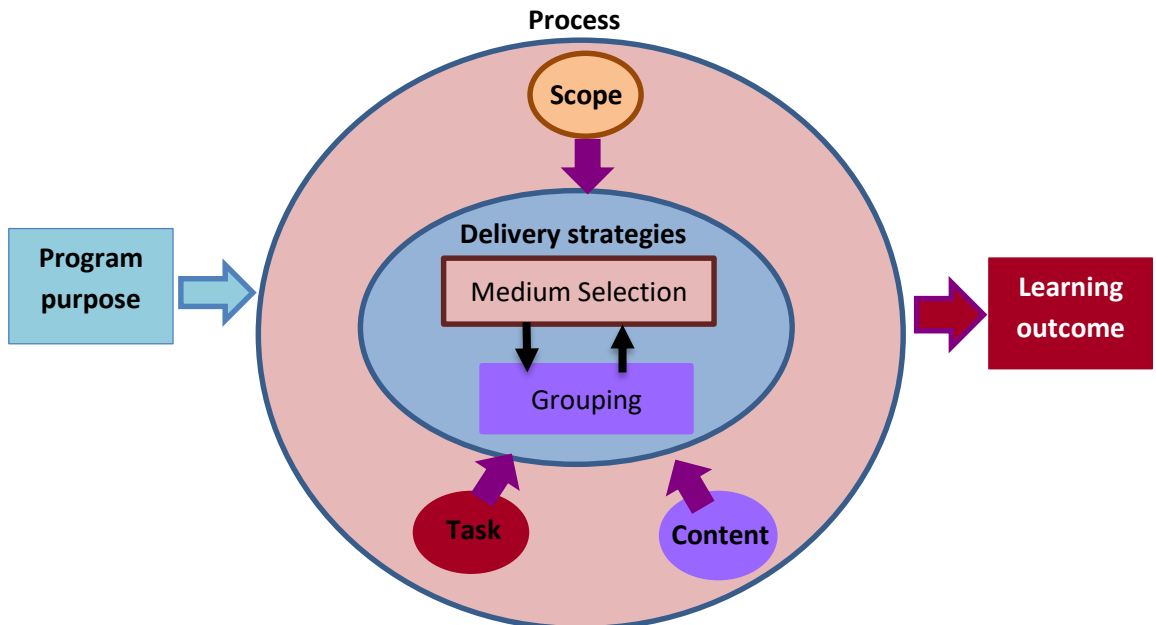 Process
Scope
Delivery strategies
Medium Selection
Grouping
Program
purpose
Learning
outcome
Task
Content